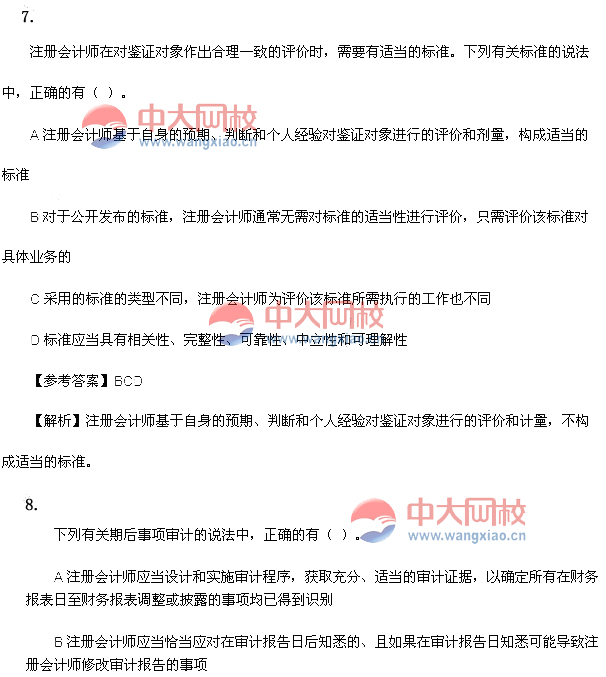 7.
注册会计师在对鉴证对象作出合理一致的评价时，需要有适当的标准。下列有关标准的说法
中，正确的有（ ）。
中大网校
www.wangxiao.cn
A 注册会计师基于自身的预期、判断和个人经验对鉴证对象进行的评价和剂量，构成适当的
标准
B 对于公开发布的标准，注册会计师通常无需对标准的适当性进行评价，只需评价该标准对
具体业务的
C 采用的标准的类型不同，注册会计师为评价该标准所需执行的工作也不同
中大网校
www.wangxiao.cn
D 标准应当具有相关性、完整性、可靠性、中立性和可理解性
【参考答案】BCD
【解析】注册会计师基于自身的预期、判断和个人经验对鉴证对象进行的评价和计量，不构
成适当的标准。
8.
中大网校
www.wangxiao.cn
下列有关期后事项审计的说法中，正确的有（ ）。
A 注册会计师应当设计和实施审计程序，获取充分、适当的审计证据，以确定所有在财务
报表日至财务报表调整或披露的事项均已得到识别
B 注册会计师应当恰当应对在审计报告日后知悉的、且如果在审计报告日知悉可能导致注
册会计师修改审计报告的事项